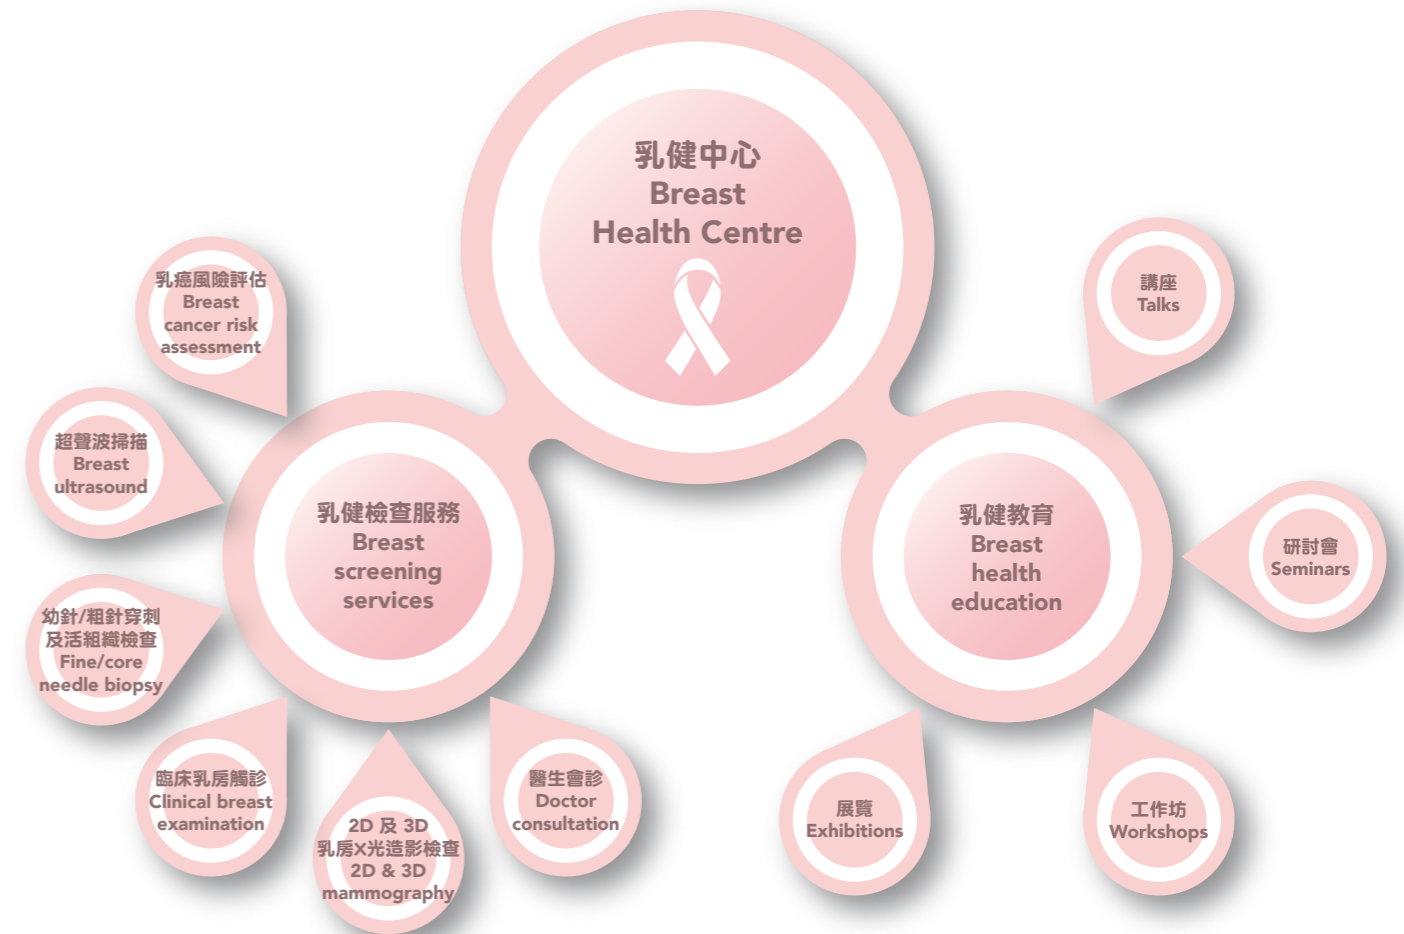 乳健中心
Breast
Health Centre
乳癌風險評估
Breast
cancer risk
assessment
超聲波掃描
Breast
ultrasound
幼針/粗針穿刺
及活組織檢查
Fine/core
needle biopsy
臨床乳房觸診
Clinical breast
examination
2D 及 3D
乳房X光造影檢查
2D & 3D
mammography
醫生會診
Doctor
consultation
乳健檢查服務
Breast
screening
services
乳健教育
Breast
health
education
講座
Talks
研討會
Seminars
工作坊
Workshops
展覽
Exhibitions